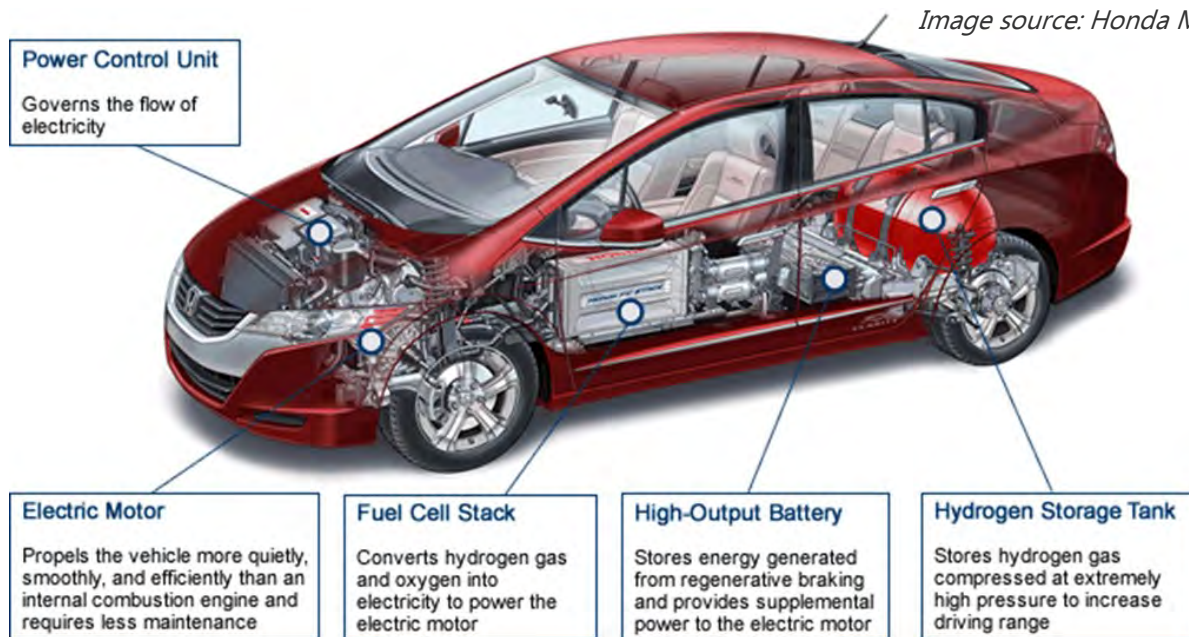 Image source: Honda M
Power Control Unit
Governs the flow of
electricity
Electric Motor
Propels the vehicle more quietly,
smoothly, and efficiently than an
internal combustion engine and
requires less maintenance
Fuel Cell Stack
Converts hydrogen gas
and oxygen into
electricity to power the
electric motor
High-Output Battery
Stores energy generated
from regenerative braking
and provides supplemental
power to the electric motor
Hydrogen Storage Tank
Stores hydrogen gas
compressed at extremely
high pressure to increase
driving range
HONDA FC STACK
CLARITY